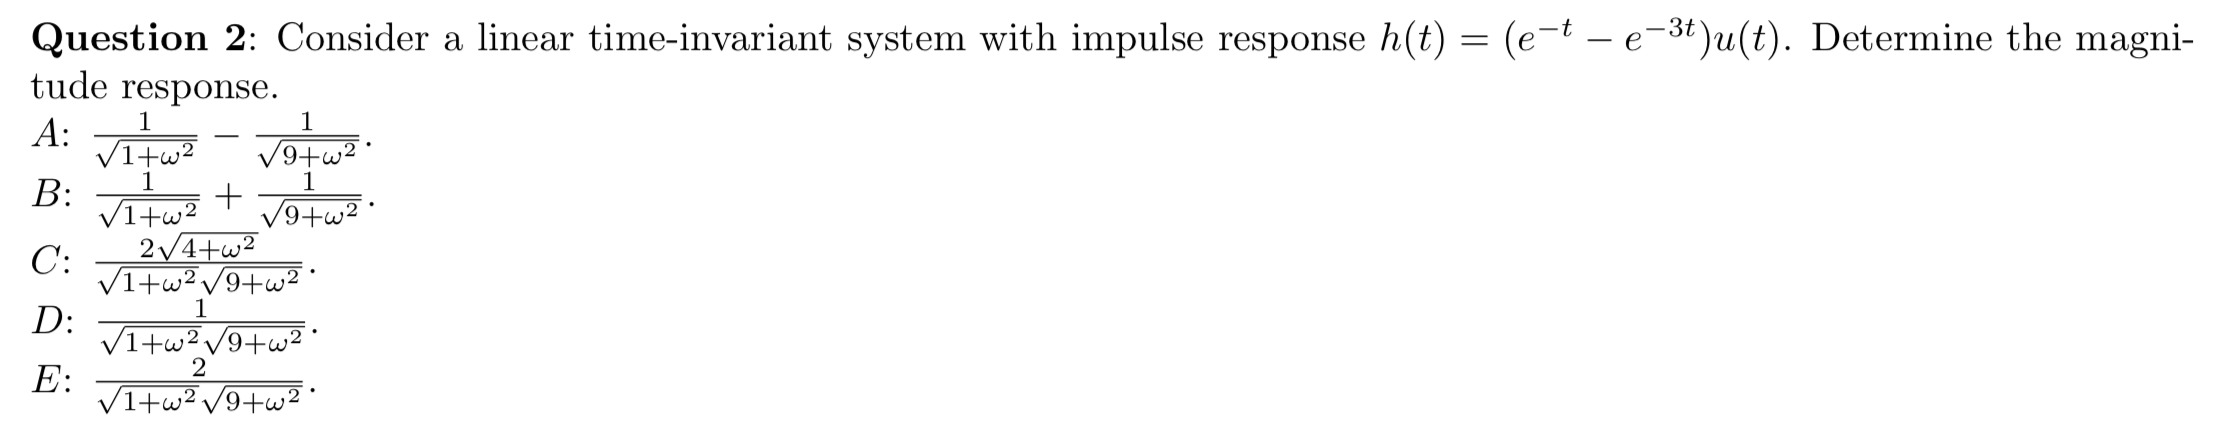 Question 2: Consider a linear time-invariant system with impulse response $h(t) = (e^{-t} - e^{-3t})u(t)$. Determine the magni-
tude response.
A: $\frac{1}{\sqrt{1+\omega^2}} - \frac{1}{\sqrt{9+\omega^2}}$.
B: $\frac{1}{\sqrt{1+\omega^2}} + \frac{1}{\sqrt{9+\omega^2}}$.
C: $\frac{2\sqrt{4+\omega^2}}{\sqrt{1+\omega^2}\sqrt{9+\omega^2}}$.
D: $\frac{1}{\sqrt{1+\omega^2}\sqrt{9+\omega^2}}$.
E: $\frac{2}{\sqrt{1+\omega^2}\sqrt{9+\omega^2}}$.